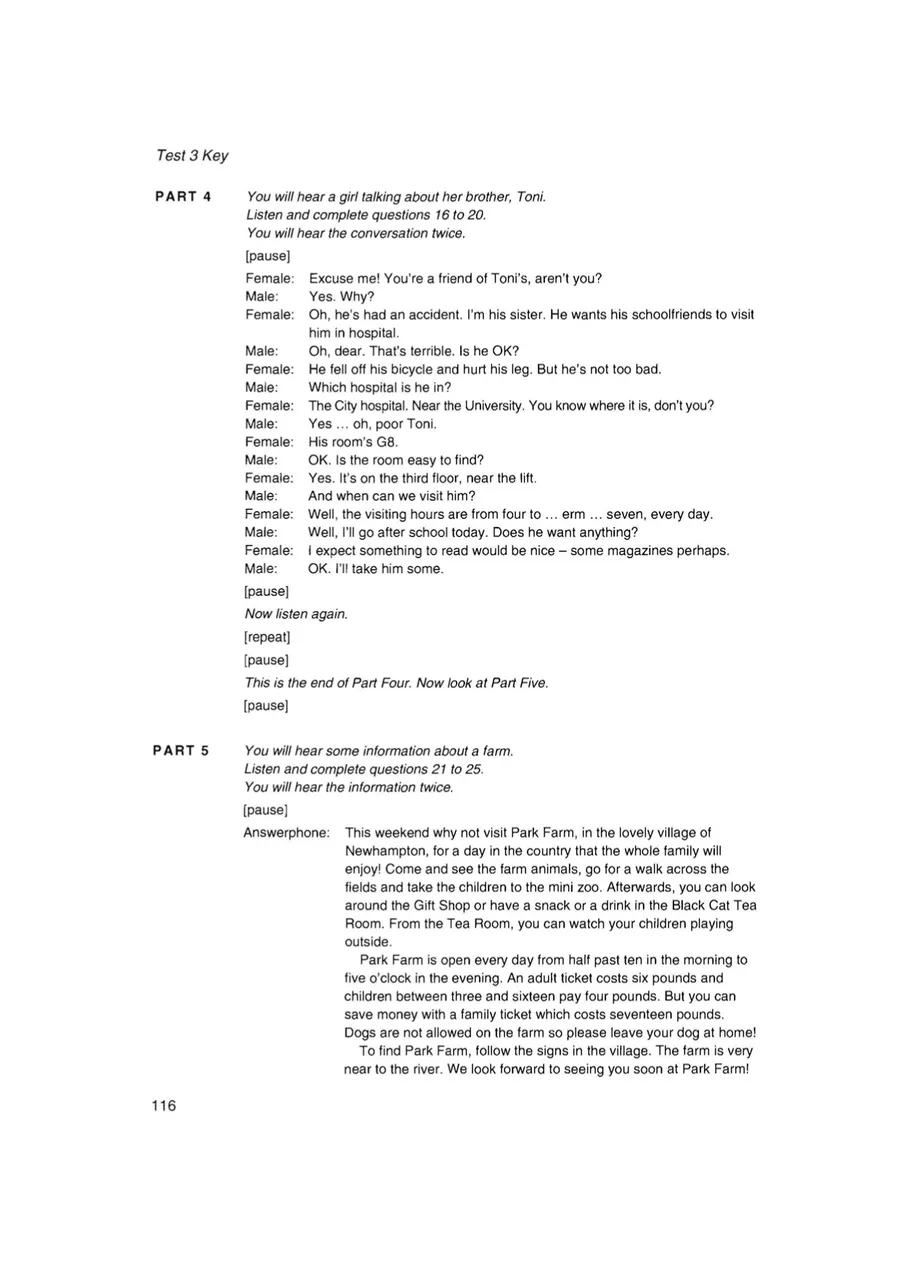 Test 3 Key
PART 4 You will hear a girl talking about her brother, Toni.
Listen and complete questions 16 to 20.
You will hear the conversation twice.
[pause]
Female: Excuse me! You're a friend of Toni's, aren't you?
Male: Yes. Why?
Female: Oh, he's had an accident. I'm his sister. He wants his schoolfriends to visit
him in hospital.
Male: Oh, dear. That's terrible. Is he OK?
Female: He fell off his bicycle and hurt his leg. But he's not too bad.
Male: Which hospital is he in?
Female: The City hospital. Near the University. You know where it is, don't you?
Male: Yes ... oh, poor Toni.
Female: His room's G8.
Male: OK. Is the room easy to find?
Female: Yes. It's on the third floor, near the lift.
Male: And when can we visit him?
Female: Well, the visiting hours are from four to ... erm ... seven, every day.
Male: Well, I'll go after school today. Does he want anything?
Female: I expect something to read would be nice – some magazines perhaps.
Male: OK. I'll take him some.
[pause]
Now listen again.
[repeat]
[pause]
This is the end of Part Four. Now look at Part Five.
[pause]
PART 5 You will hear some information about a farm.
Listen and complete questions 21 to 25.
You will hear the information twice.
[pause]
Answerphone: This weekend why not visit Park Farm, in the lovely village of
Newhampton, for a day in the country that the whole family will
enjoy! Come and see the farm animals, go for a walk across the
fields and take the children to the mini zoo. Afterwards, you can look
around the Gift Shop or have a snack or a drink in the Black Cat Tea
Room. From the Tea Room, you can watch your children playing
outside.
Park Farm is open every day from half past ten in the morning to
five o'clock in the evening. An adult ticket costs six pounds and
children between three and sixteen pay four pounds. But you can
save money with a family ticket which costs seventeen pounds.
Dogs are not allowed on the farm so please leave your dog at home!
To find Park Farm, follow the signs in the village. The farm is very
near to the river. We look forward to seeing you soon at Park Farm!
116